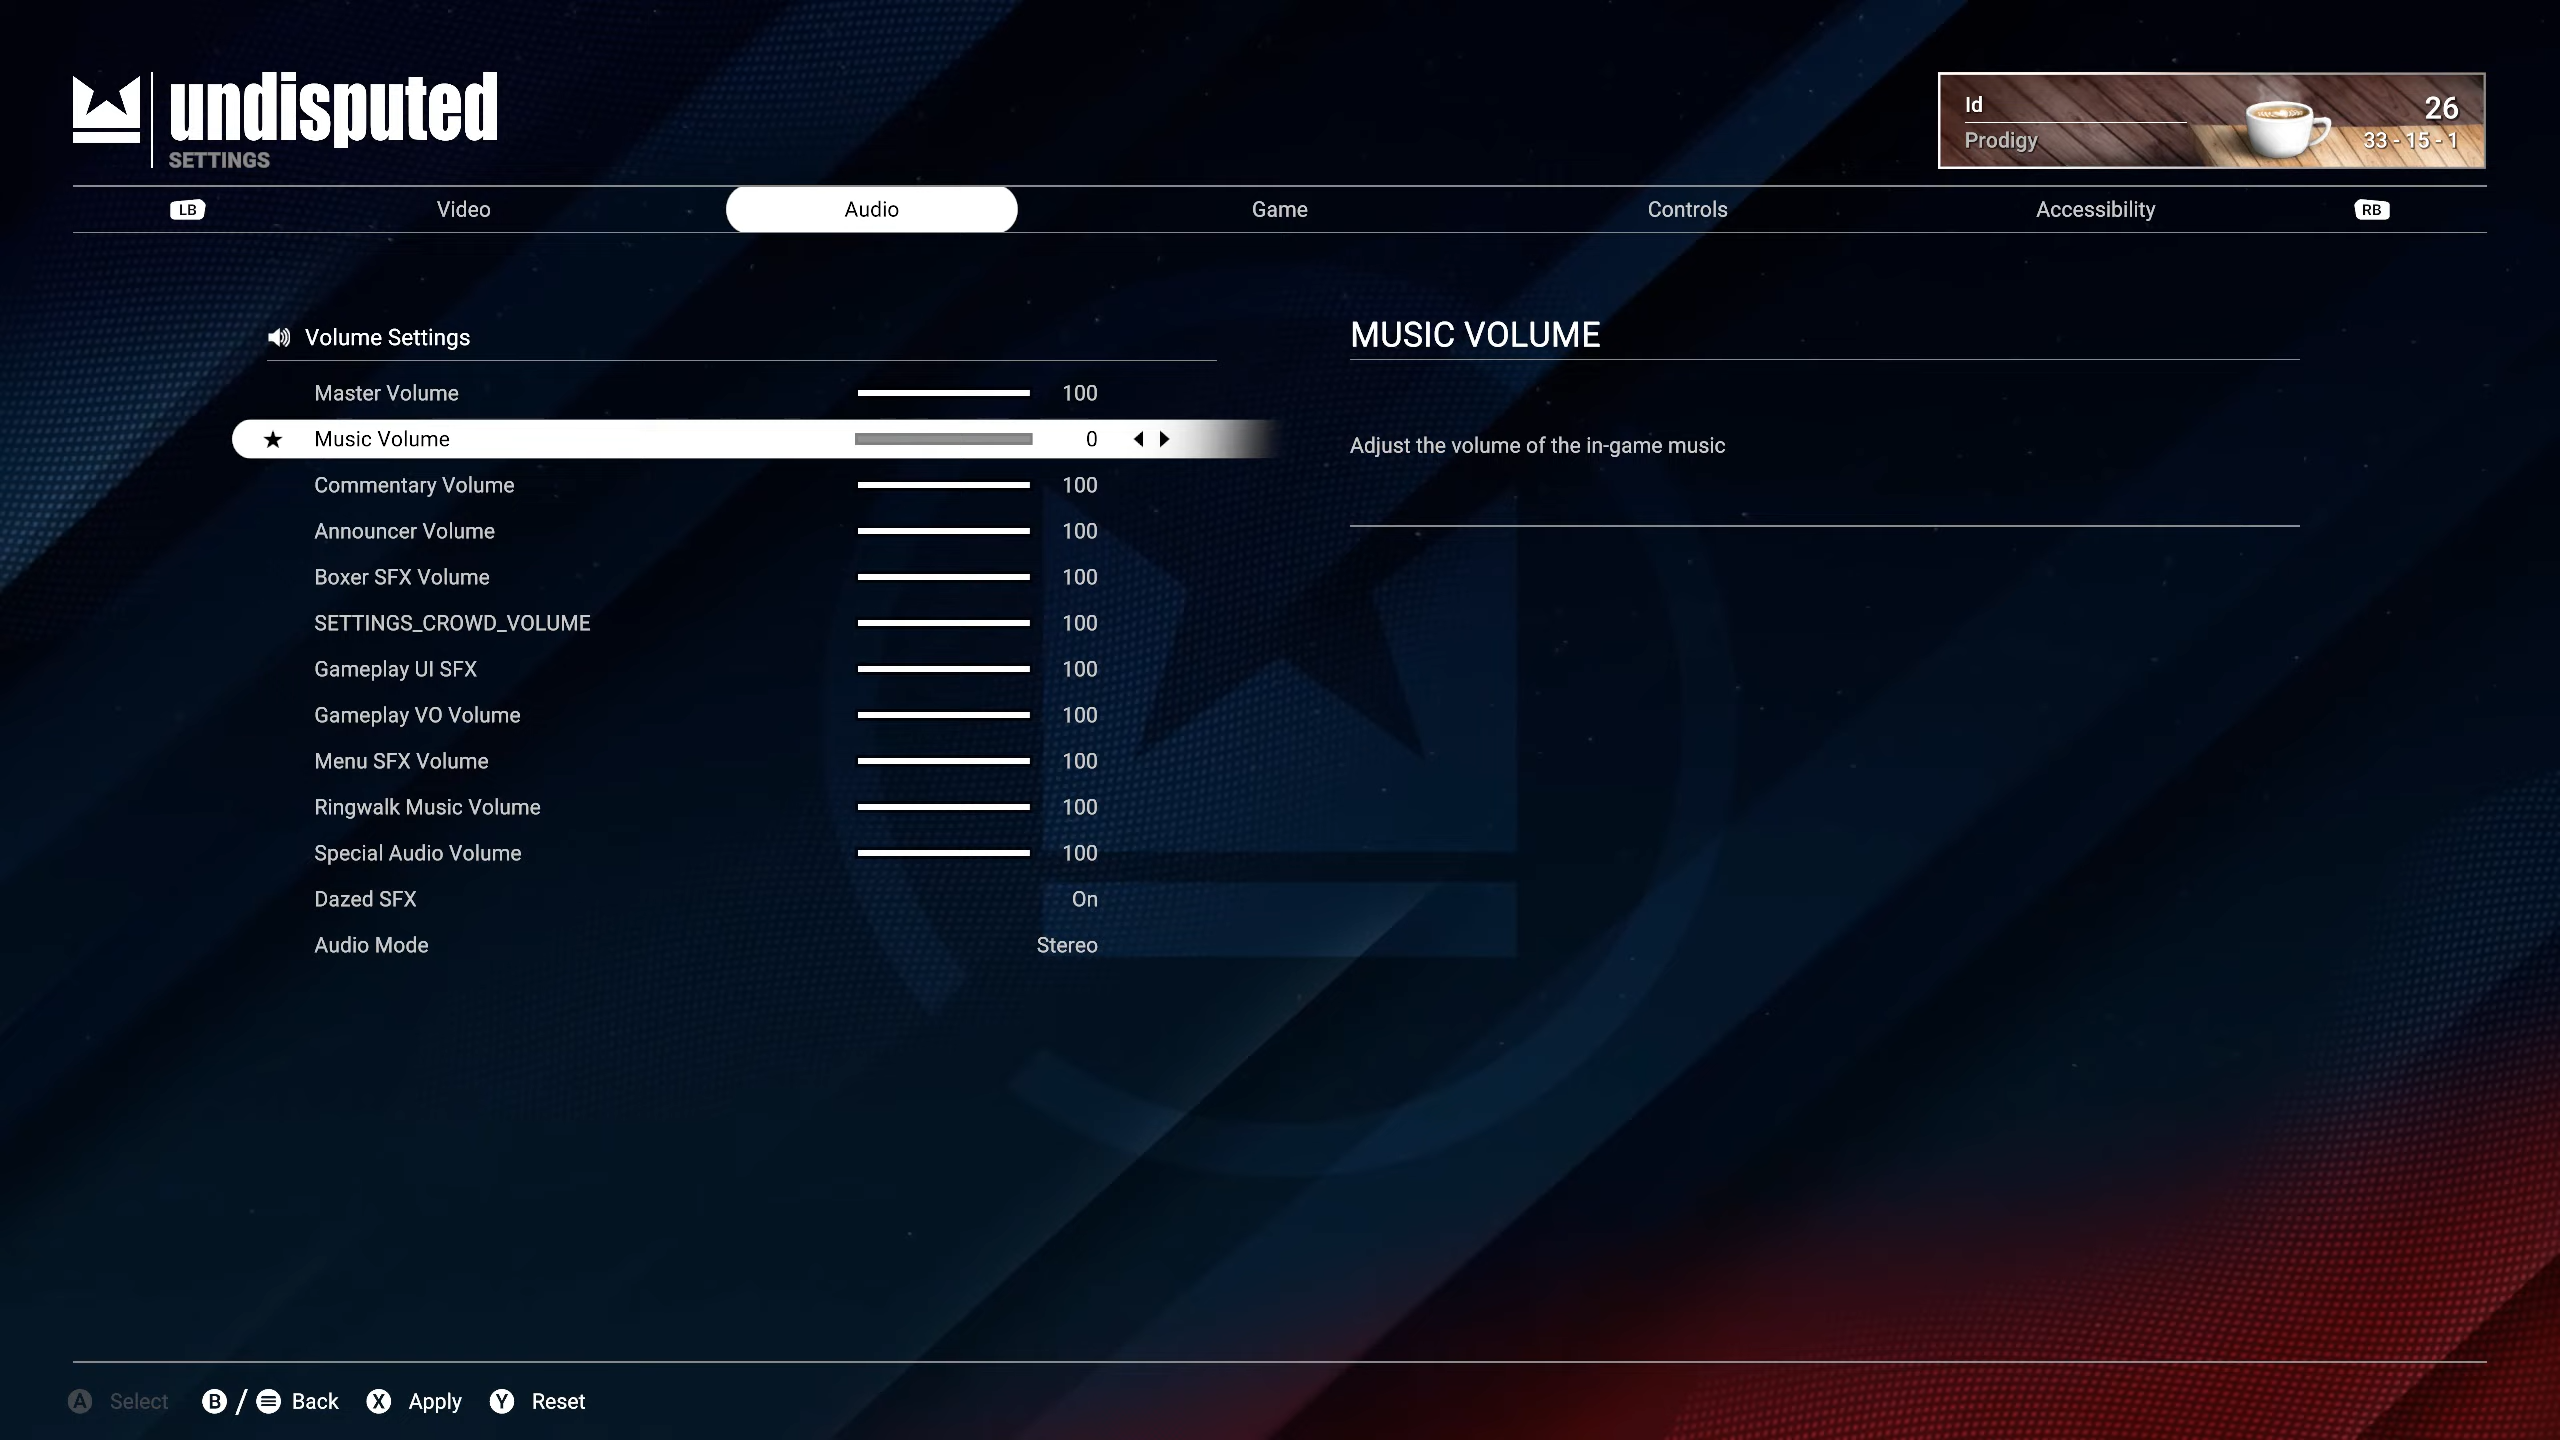 undisputed
SETTINGS
Id
26
Prodigy
33 - 15 - 1
LB
Video
Audio
Game
Controls
Accessibility
RB
Volume Settings
Master Volume 100
Music Volume 0
Commentary Volume 100
Announcer Volume 100
Boxer SFX Volume 100
SETTINGS_CROWD_VOLUME 100
Gameplay UI SFX 100
Gameplay VO Volume 100
Menu SFX Volume 100
Ringwalk Music Volume 100
Special Audio Volume 100
Dazed SFX On
Audio Mode Stereo
MUSIC VOLUME
Adjust the volume of the in-game music
A Select B / Back X Apply Y Reset